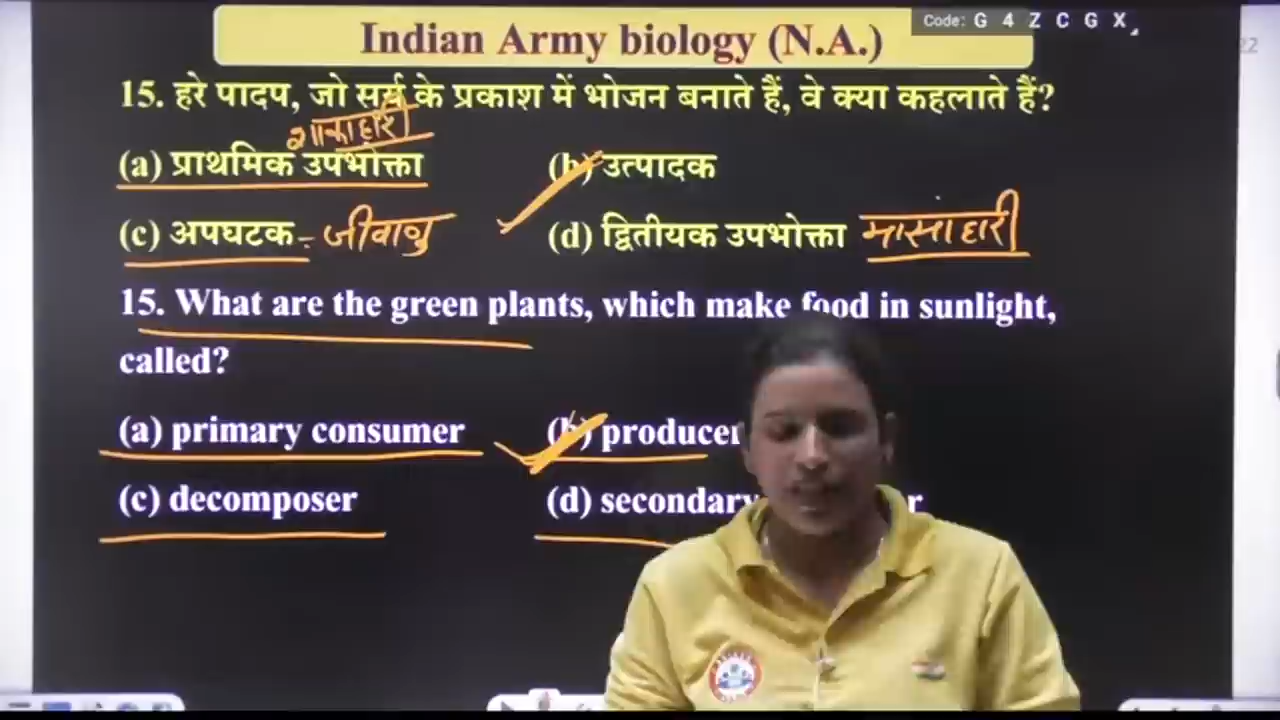 Code: G 4 Z C G X
22
Indian Army biology (N.A.)
15. हरे पादप, जो सूर्य के प्रकाश में भोजन बनाते हैं, वे क्या कहलाते हैं?
शाकाहारी
(a) प्राथमिक उपभोक्ता (b) उत्पादक
(c) अपघटक - जीवाणु (d) द्वितीयक उपभोक्ता मासाहारी
15. What are the green plants, which make food in sunlight,
called?
(a) primary consumer (b) producer
(c) decomposer (d) secondary